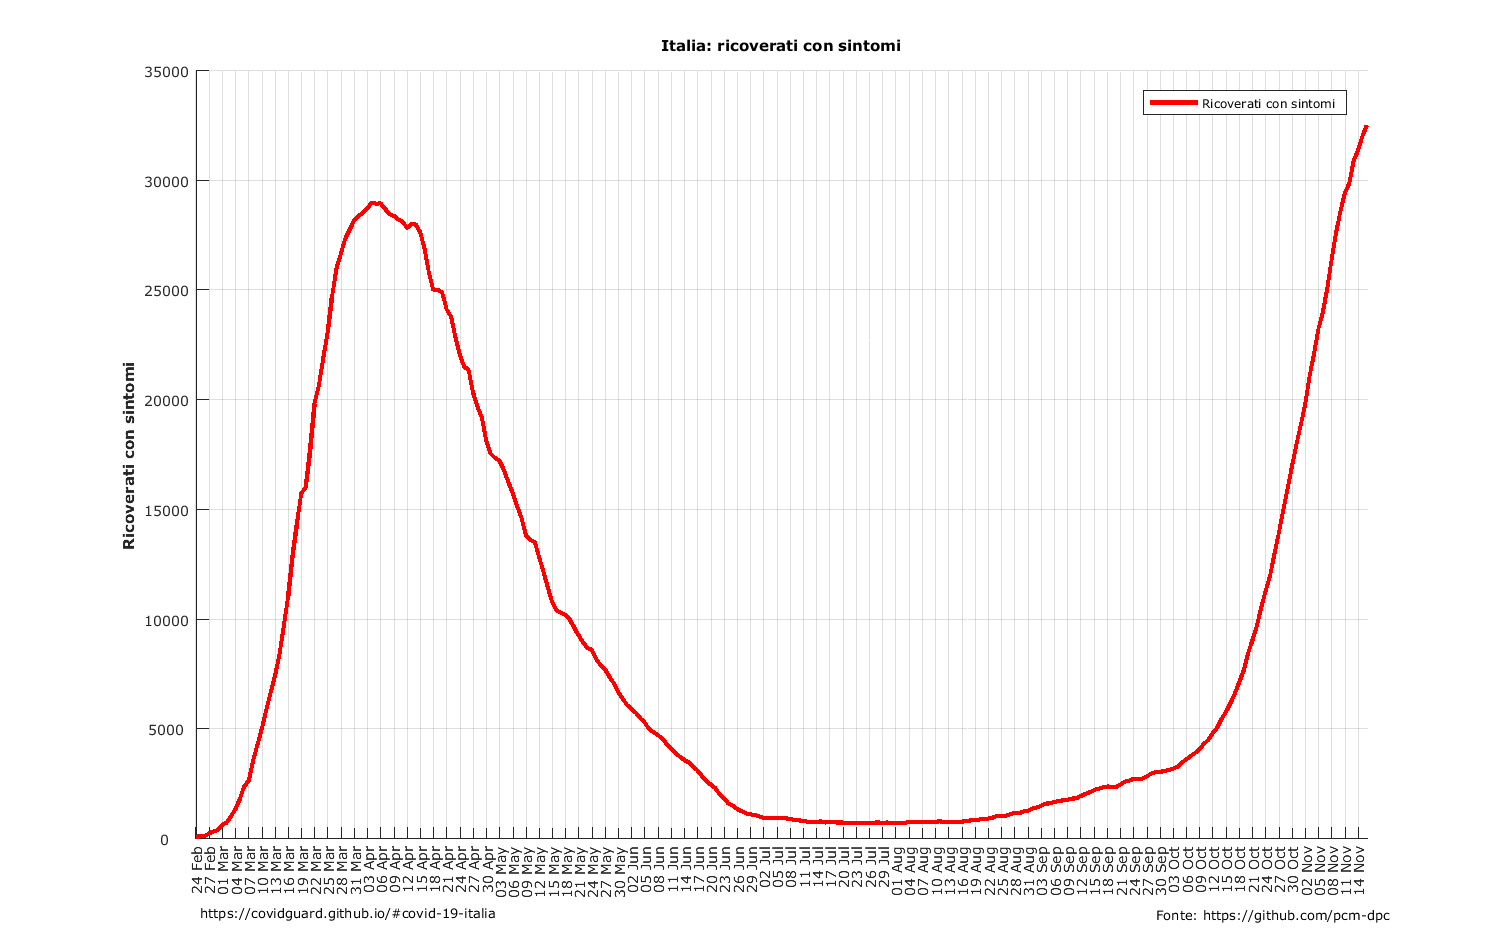 Italia: ricoverati con sintomi
Ricoverati con sintomi
Ricoverati con sintomi
35000
30000
25000
20000
15000
10000
5000
0
24 Feb
27 Feb
01 Mar
04 Mar
07 Mar
10 Mar
13 Mar
16 Mar
19 Mar
22 Mar
25 Mar
28 Mar
31 Mar
03 Apr
06 Apr
09 Apr
12 Apr
15 Apr
18 Apr
21 Apr
24 Apr
27 Apr
30 Apr
03 May
06 May
09 May
12 May
15 May
18 May
21 May
24 May
27 May
30 May
02 Jun
05 Jun
08 Jun
11 Jun
14 Jun
17 Jun
20 Jun
23 Jun
26 Jun
29 Jun
02 Jul
05 Jul
08 Jul
11 Jul
14 Jul
17 Jul
20 Jul
23 Jul
26 Jul
29 Jul
01 Aug
04 Aug
07 Aug
10 Aug
13 Aug
16 Aug
19 Aug
22 Aug
25 Aug
28 Aug
31 Aug
03 Sep
06 Sep
09 Sep
12 Sep
15 Sep
18 Sep
21 Sep
24 Sep
27 Sep
30 Sep
03 Oct
06 Oct
09 Oct
12 Oct
15 Oct
18 Oct
21 Oct
24 Oct
27 Oct
30 Oct
02 Nov
05 Nov
08 Nov
11 Nov
14 Nov
https://covidguard.github.io/#covid-19-italia
Fonte: https://github.com/pcm-dpc